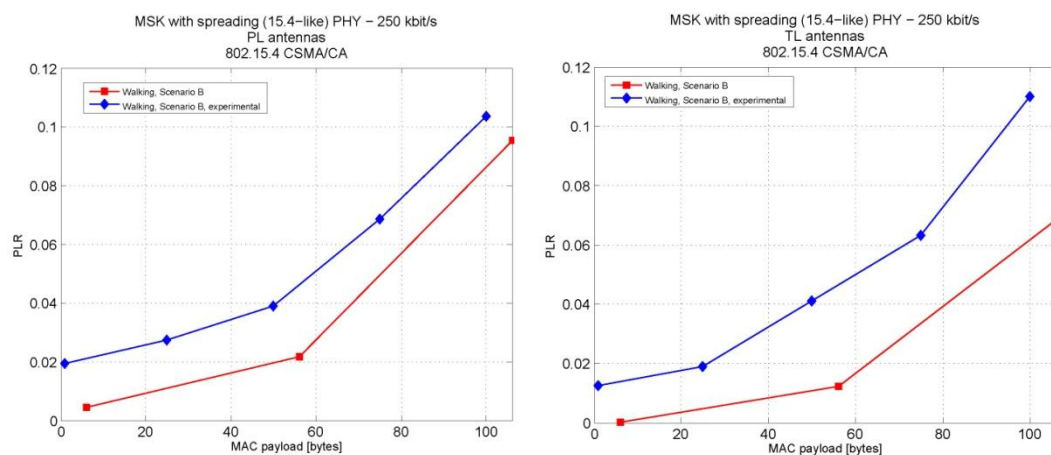 MSK with spreading (15.4−like) PHY − 250 kbit/s
PL antennas
802.15.4 CSMA/CA
0.12
0.1
0.08
0.06
0.04
0.02
0
PLR
Walking, Scenario B
Walking, Scenario B, experimental
0 20 40 60 80 100
MAC payload [bytes]
MSK with spreading (15.4−like) PHY − 250 kbit/s
TL antennas
802.15.4 CSMA/CA
0.12
0.1
0.08
0.06
0.04
0.02
0
PLR
Walking, Scenario B
Walking, Scenario B, experimental
0 20 40 60 80 100
MAC payload [bytes]